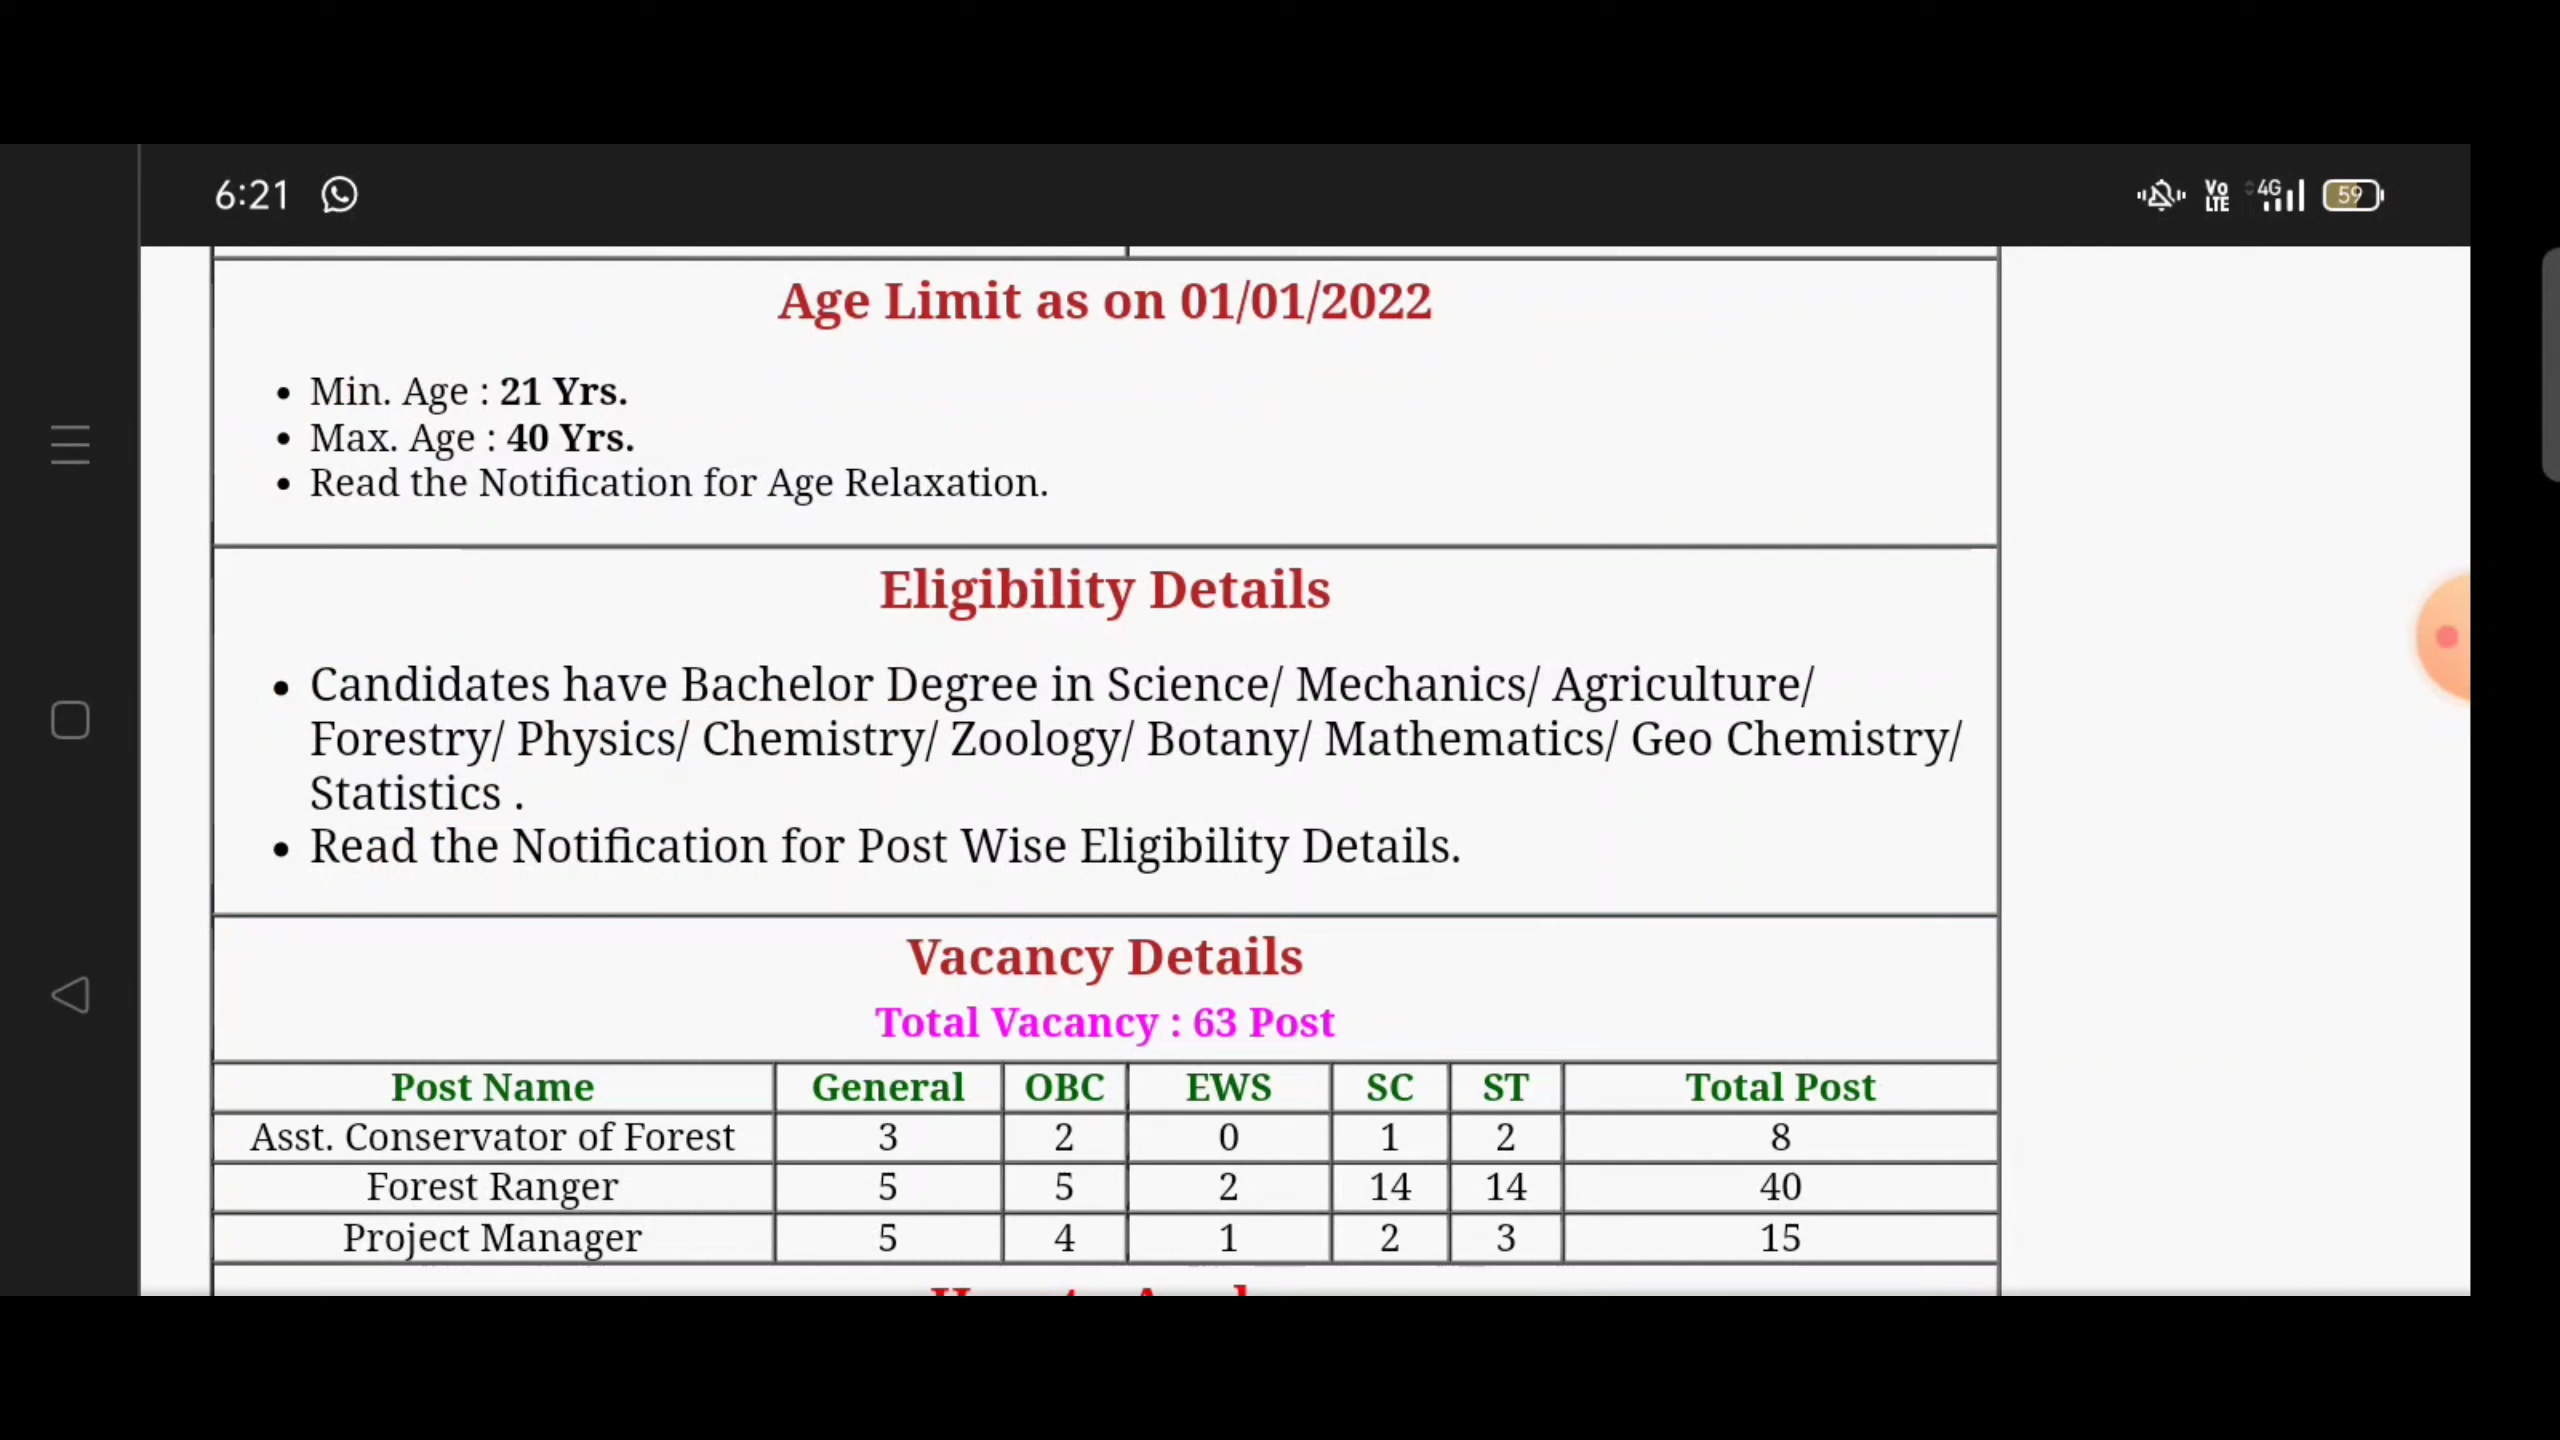 6:21 Vo LTE 4G 59
Age Limit as on 01/01/2022
• Min. Age : 21 Yrs.
• Max. Age : 40 Yrs.
• Read the Notification for Age Relaxation.
Eligibility Details
• Candidates have Bachelor Degree in Science/ Mechanics/ Agriculture/
Forestry/ Physics/ Chemistry/ Zoology/ Botany/ Mathematics/ Geo Chemistry/
Statistics .
• Read the Notification for Post Wise Eligibility Details.
Vacancy Details
Total Vacancy : 63 Post
Post Name General OBC EWS SC ST Total Post
Asst. Conservator of Forest 3 2 0 1 2 8
Forest Ranger 5 5 2 14 14 40
Project Manager 5 4 1 2 3 15